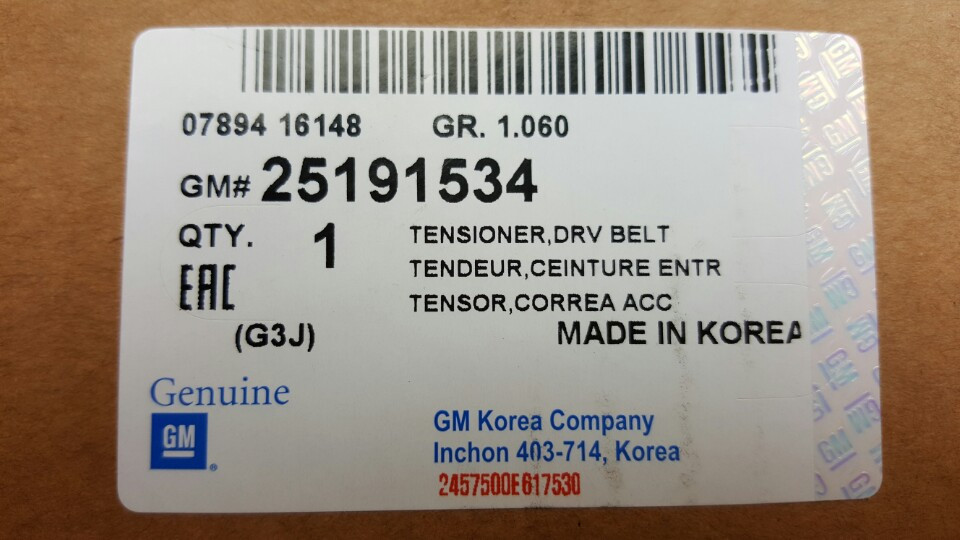 07894 16148 GR. 1.060
GM# 25191534
QTY. 1 TENSIONER,DRV BELT
TENDEUR,CEINTURE ENTR
EAC
TENSOR,CORREA ACC
(G3J) MADE IN KOREA
Genuine
GM
GM Korea Company
Inchon 403-714, Korea
2457500E617530